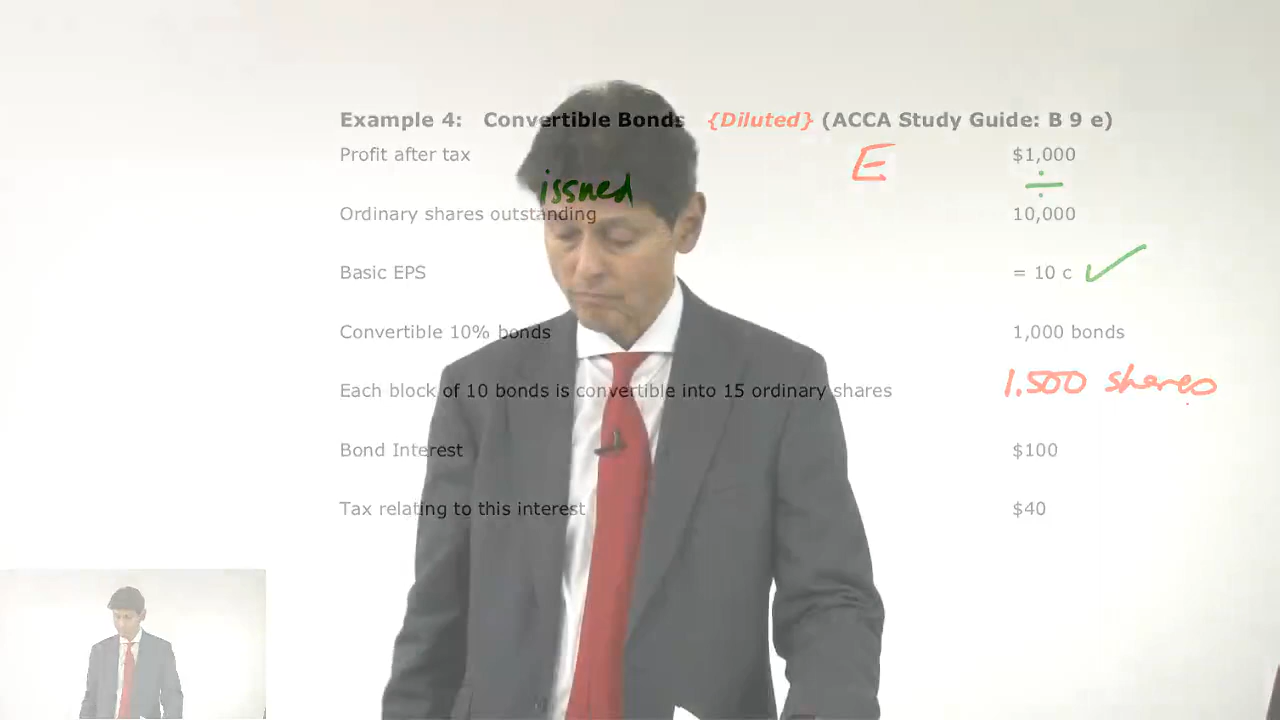 Example 4: Convertible Bonds {Diluted} (ACCA Study Guide: B 9 e)
Profit after tax E $1,000
issued ÷
Ordinary shares outstanding 10,000
Basic EPS = 10 c ✓
Convertible 10% bonds 1,000 bonds
Each block of 10 bonds is convertible into 15 ordinary shares 1.500 shares
Bond Interest $100
Tax relating to this interest $40